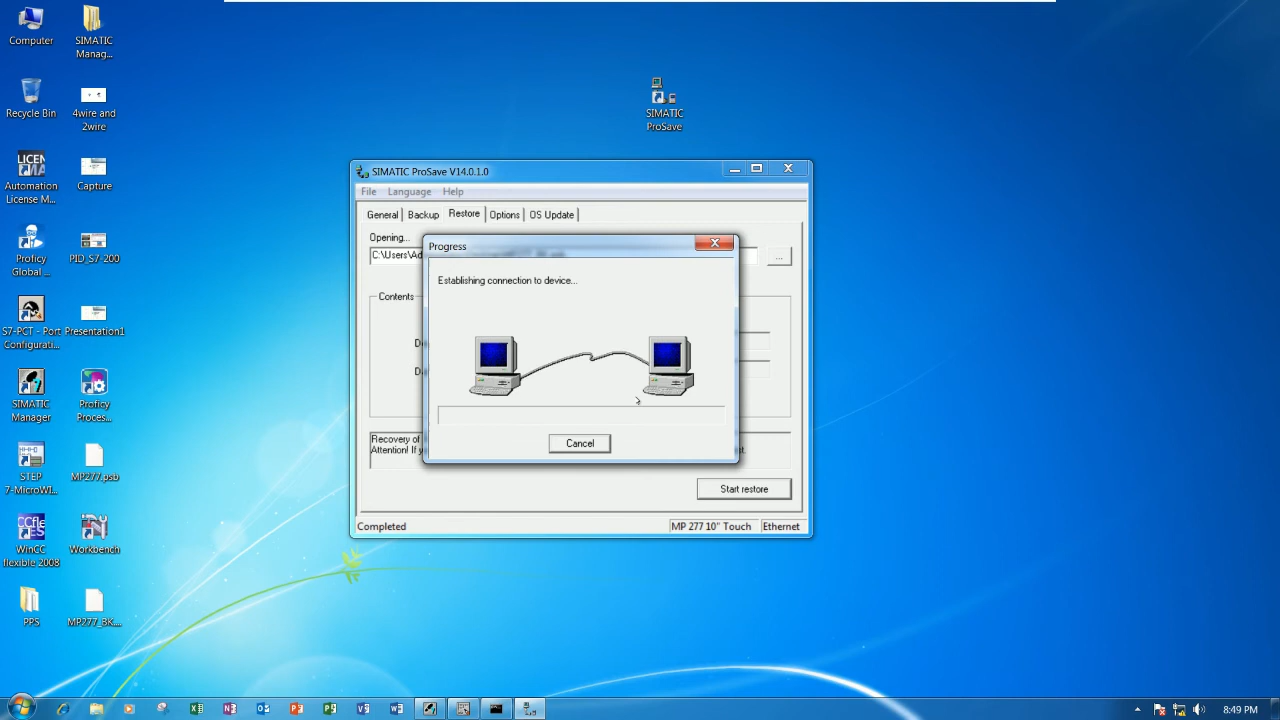 Computer
SIMATIC
Manag...
Recycle Bin
4wire and
2wire
LICEN
Automation
License M...
Capture
Proficy
Global ...
PID_S7-200
S7-PCT - Port
Configurati...
Presentation1
SIMATIC
Manager
Proficy
Proces...
STEP
7-MicroWI...
MP277.psb
WinCC
flexible 2008
Workbench
PPS
MP277_BK....
SIMATIC
ProSave
SIMATIC ProSave V14.0.1.0
File Language Help
General Backup Restore Options OS Update
Opening...
C:\Users\Ad
...
Contents
Progress
Establishing connection to device...
Cancel
Recovery of
Attention! If y
Start restore
Completed
MP 277 10" Touch
Ethernet
8:49 PM